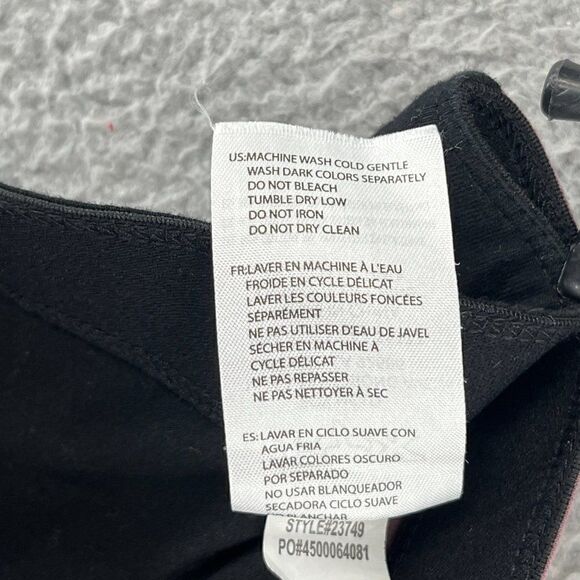 US:MACHINE WASH COLD GENTLE
WASH DARK COLORS SEPARATELY
DO NOT BLEACH
TUMBLE DRY LOW
DO NOT IRON
DO NOT DRY CLEAN
FR:LAVER EN MACHINE À L'EAU
FROIDE EN CYCLE DÉLICAT
LAVER LES COULEURS FONCÉES
SÉPARÉMENT
NE PAS UTILISER D'EAU DE JAVEL
SÉCHER EN MACHINE À
CYCLE DÉLICAT
NE PAS REPASSER
NE PAS NETTOYER À SEC
ES:LAVAR EN CICLO SUAVE CON
AGUA FRIA
LAVAR COLORES OSCURO
POR SEPARADO
NO USAR BLANQUEADOR
SECADORA CICLO SUAVE
NO PLANCHAR
STYLE#23749
PO#4500064081